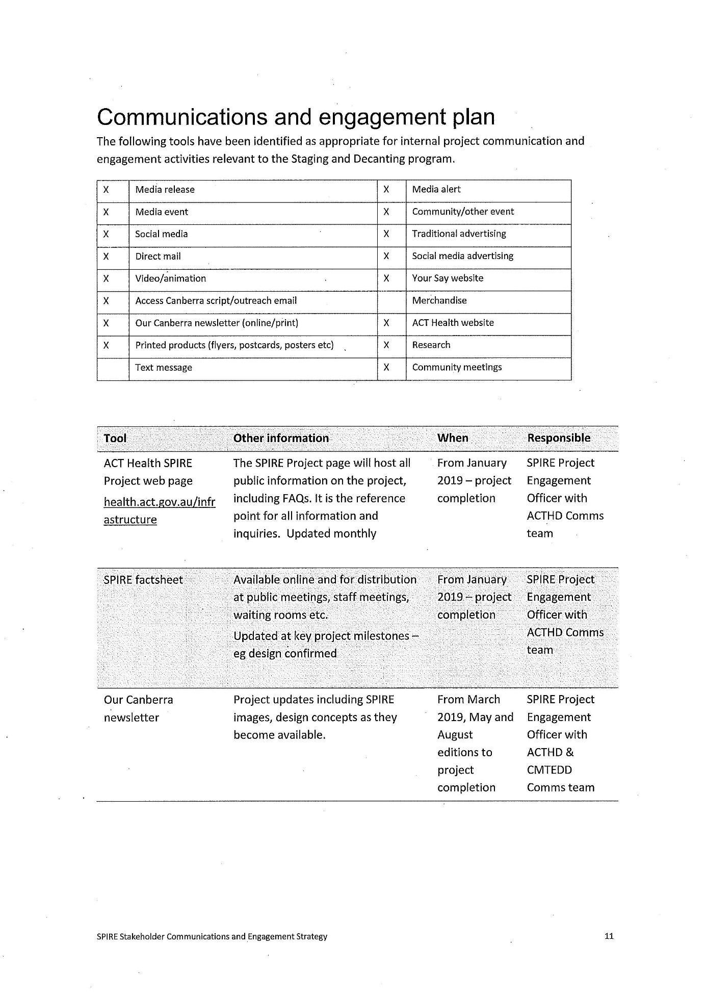 Communications and engagement plan
The following tools have been identified as appropriate for internal project communication and
engagement activities relevant to the Staging and Decanting program.
X Media release X Media alert
X Media event X Community/other event
X Social media X Traditional advertising
X Direct mail X Social media advertising
X Video/animation X Your Say website
X Access Canberra script/outreach email Merchandise
X Our Canberra newsletter (online/print) X ACT Health website
X Printed products (flyers, postcards, posters etc) X Research
Text message X Community meetings
Tool Other information When Responsible
ACT Health SPIRE The SPIRE Project page will host all From January SPIRE Project
Project web page public information on the project, 2019 – project Engagement
health.act.gov.au/infr including FAQs. It is the reference completion Officer with
astructure point for all information and ACTHD Comms
inquiries. Updated monthly team
SPIRE factsheet Available online and for distribution From January SPIRE Project
at public meetings, staff meetings, 2019 – project Engagement
waiting rooms etc. completion Officer with
Updated at key project milestones – ACTHD Comms
eg design confirmed team
Our Canberra Project updates including SPIRE From March SPIRE Project
newsletter images, design concepts as they 2019, May and Engagement
become available. August Officer with
editions to ACTHD &
project CMTEDD
completion Comms team
SPIRE Stakeholder Communications and Engagement Strategy 11